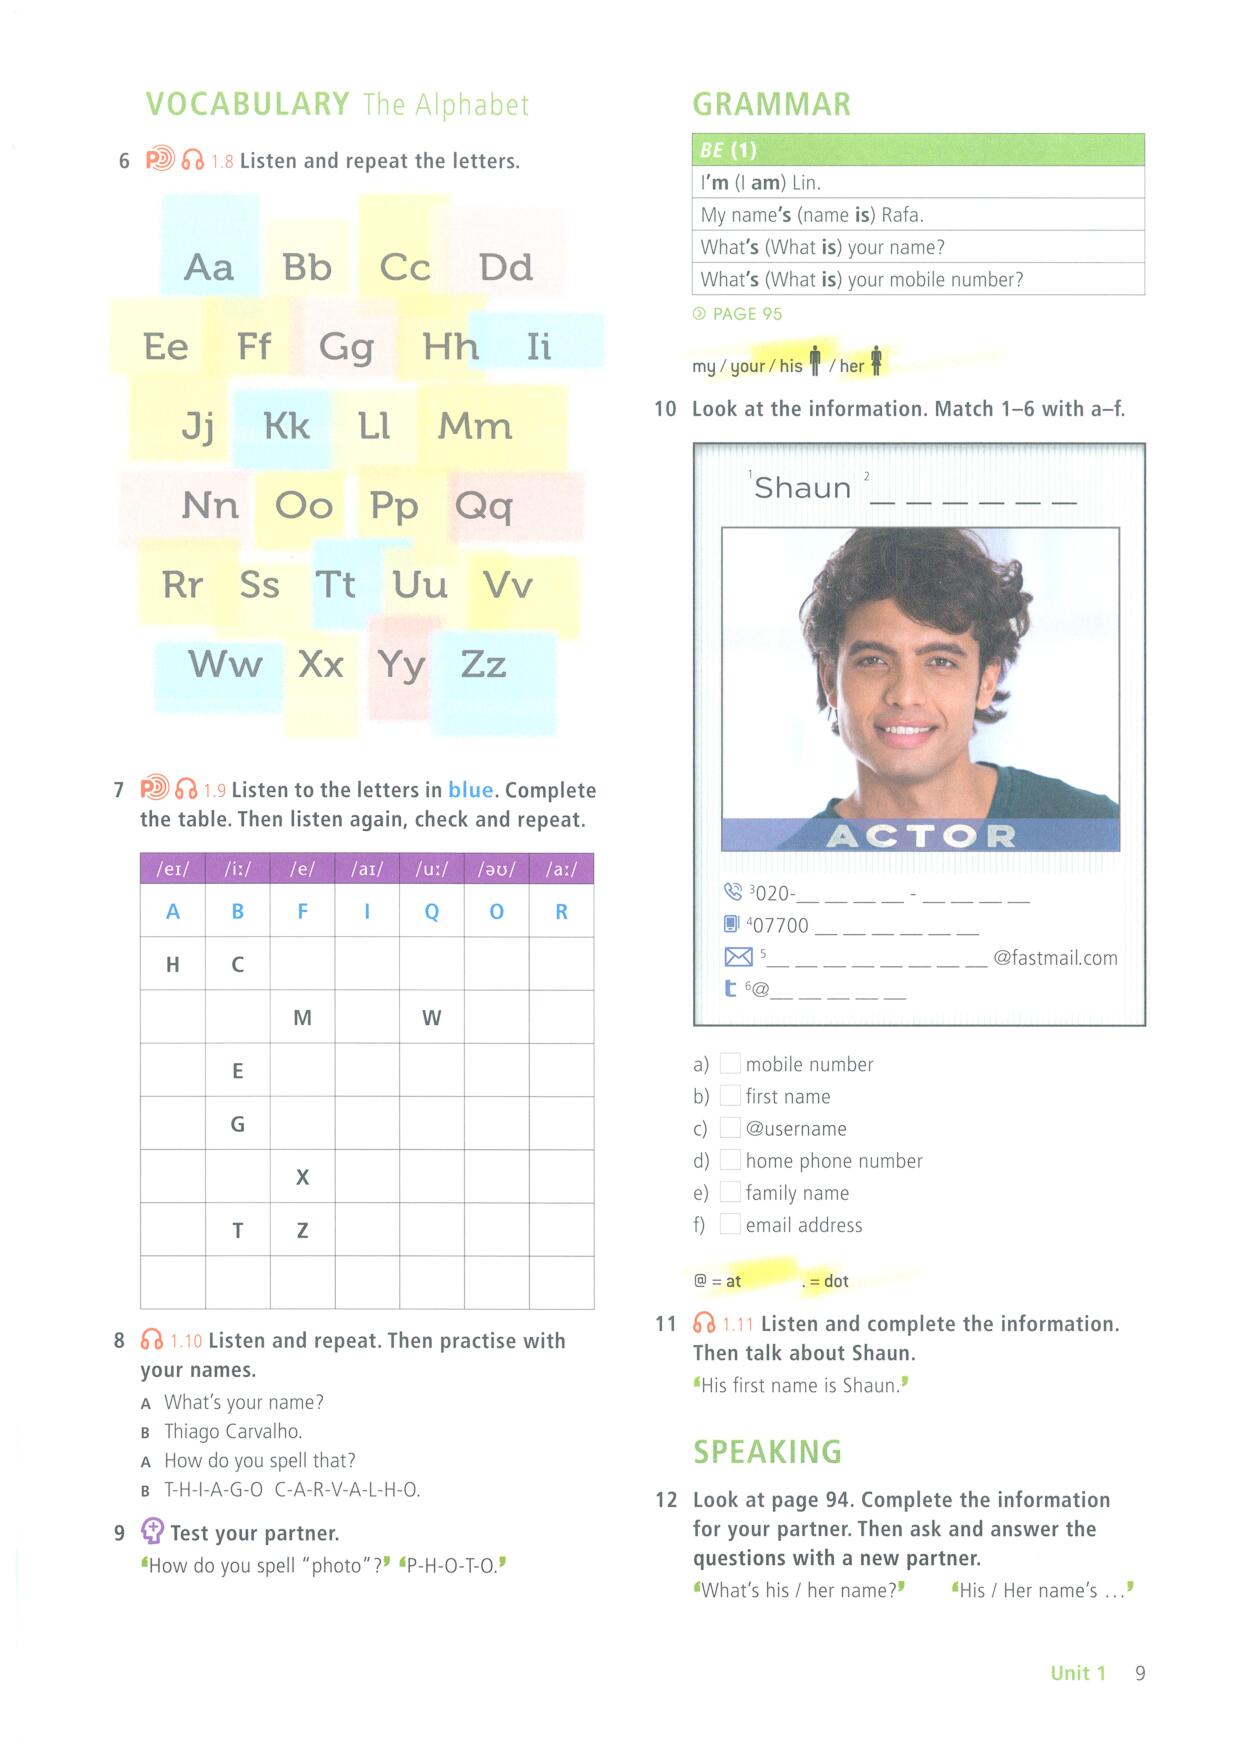 VOCABULARY The Alphabet
6 1.8 Listen and repeat the letters.
Aa Bb Cc Dd
Ee Ff Gg Hh Ii
Jj Kk Ll Mm
Nn Oo Pp Qq
Rr Ss Tt Uu Vv
Ww Xx Yy Zz
7 1.9 Listen to the letters in blue. Complete
the table. Then listen again, check and repeat.
/eɪ/ /iː/ /e/ /aɪ/ /uː/ /əʊ/ /aː/
A B F I Q O R
H C
M W
E
G
X
T Z
8 1.10 Listen and repeat. Then practise with
your names.
A What's your name?
B Thiago Carvalho.
A How do you spell that?
B T-H-I-A-G-O C-A-R-V-A-L-H-O.
9 Test your partner.
‘How do you spell “photo”?’ ‘P-H-O-T-O.’
GRAMMAR
BE (1)
I'm (I am) Lin.
My name's (name is) Rafa.
What's (What is) your name?
What's (What is) your mobile number?
PAGE 95
my / your / his / her
10 Look at the information. Match 1–6 with a–f.
1 Shaun 2 _ _ _ _ _ _
ACTOR
3 020-_ _ _ _ - _ _ _ _
4 07700 _ _ _ _ _ _
5 _ _ _ _ _ _ _ _ @fastmail.com
t 6 @_ _ _ _ _
a) mobile number
b) first name
c) @username
d) home phone number
e) family name
f) email address
@ = at . = dot
11 1.11 Listen and complete the information.
Then talk about Shaun.
‘His first name is Shaun.’
SPEAKING
12 Look at page 94. Complete the information
for your partner. Then ask and answer the
questions with a new partner.
‘What's his / her name?’ ‘His / Her name's …’
Unit 1 9